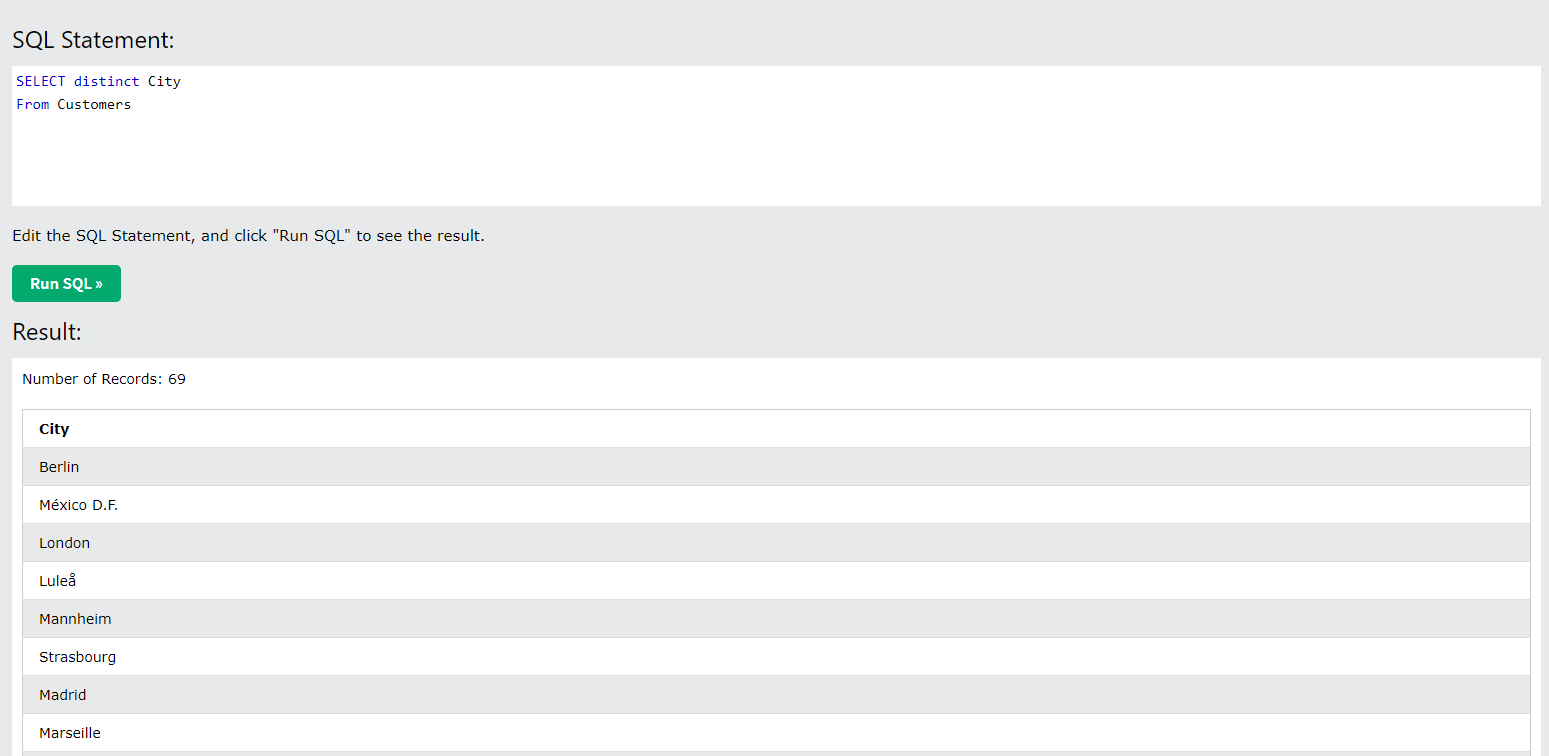 SQL Statement:
SELECT distinct City
From Customers
Edit the SQL Statement, and click "Run SQL" to see the result.
Run SQL »
Result:
Number of Records: 69
City
Berlin
México D.F.
London
Luleå
Mannheim
Strasbourg
Madrid
Marseille